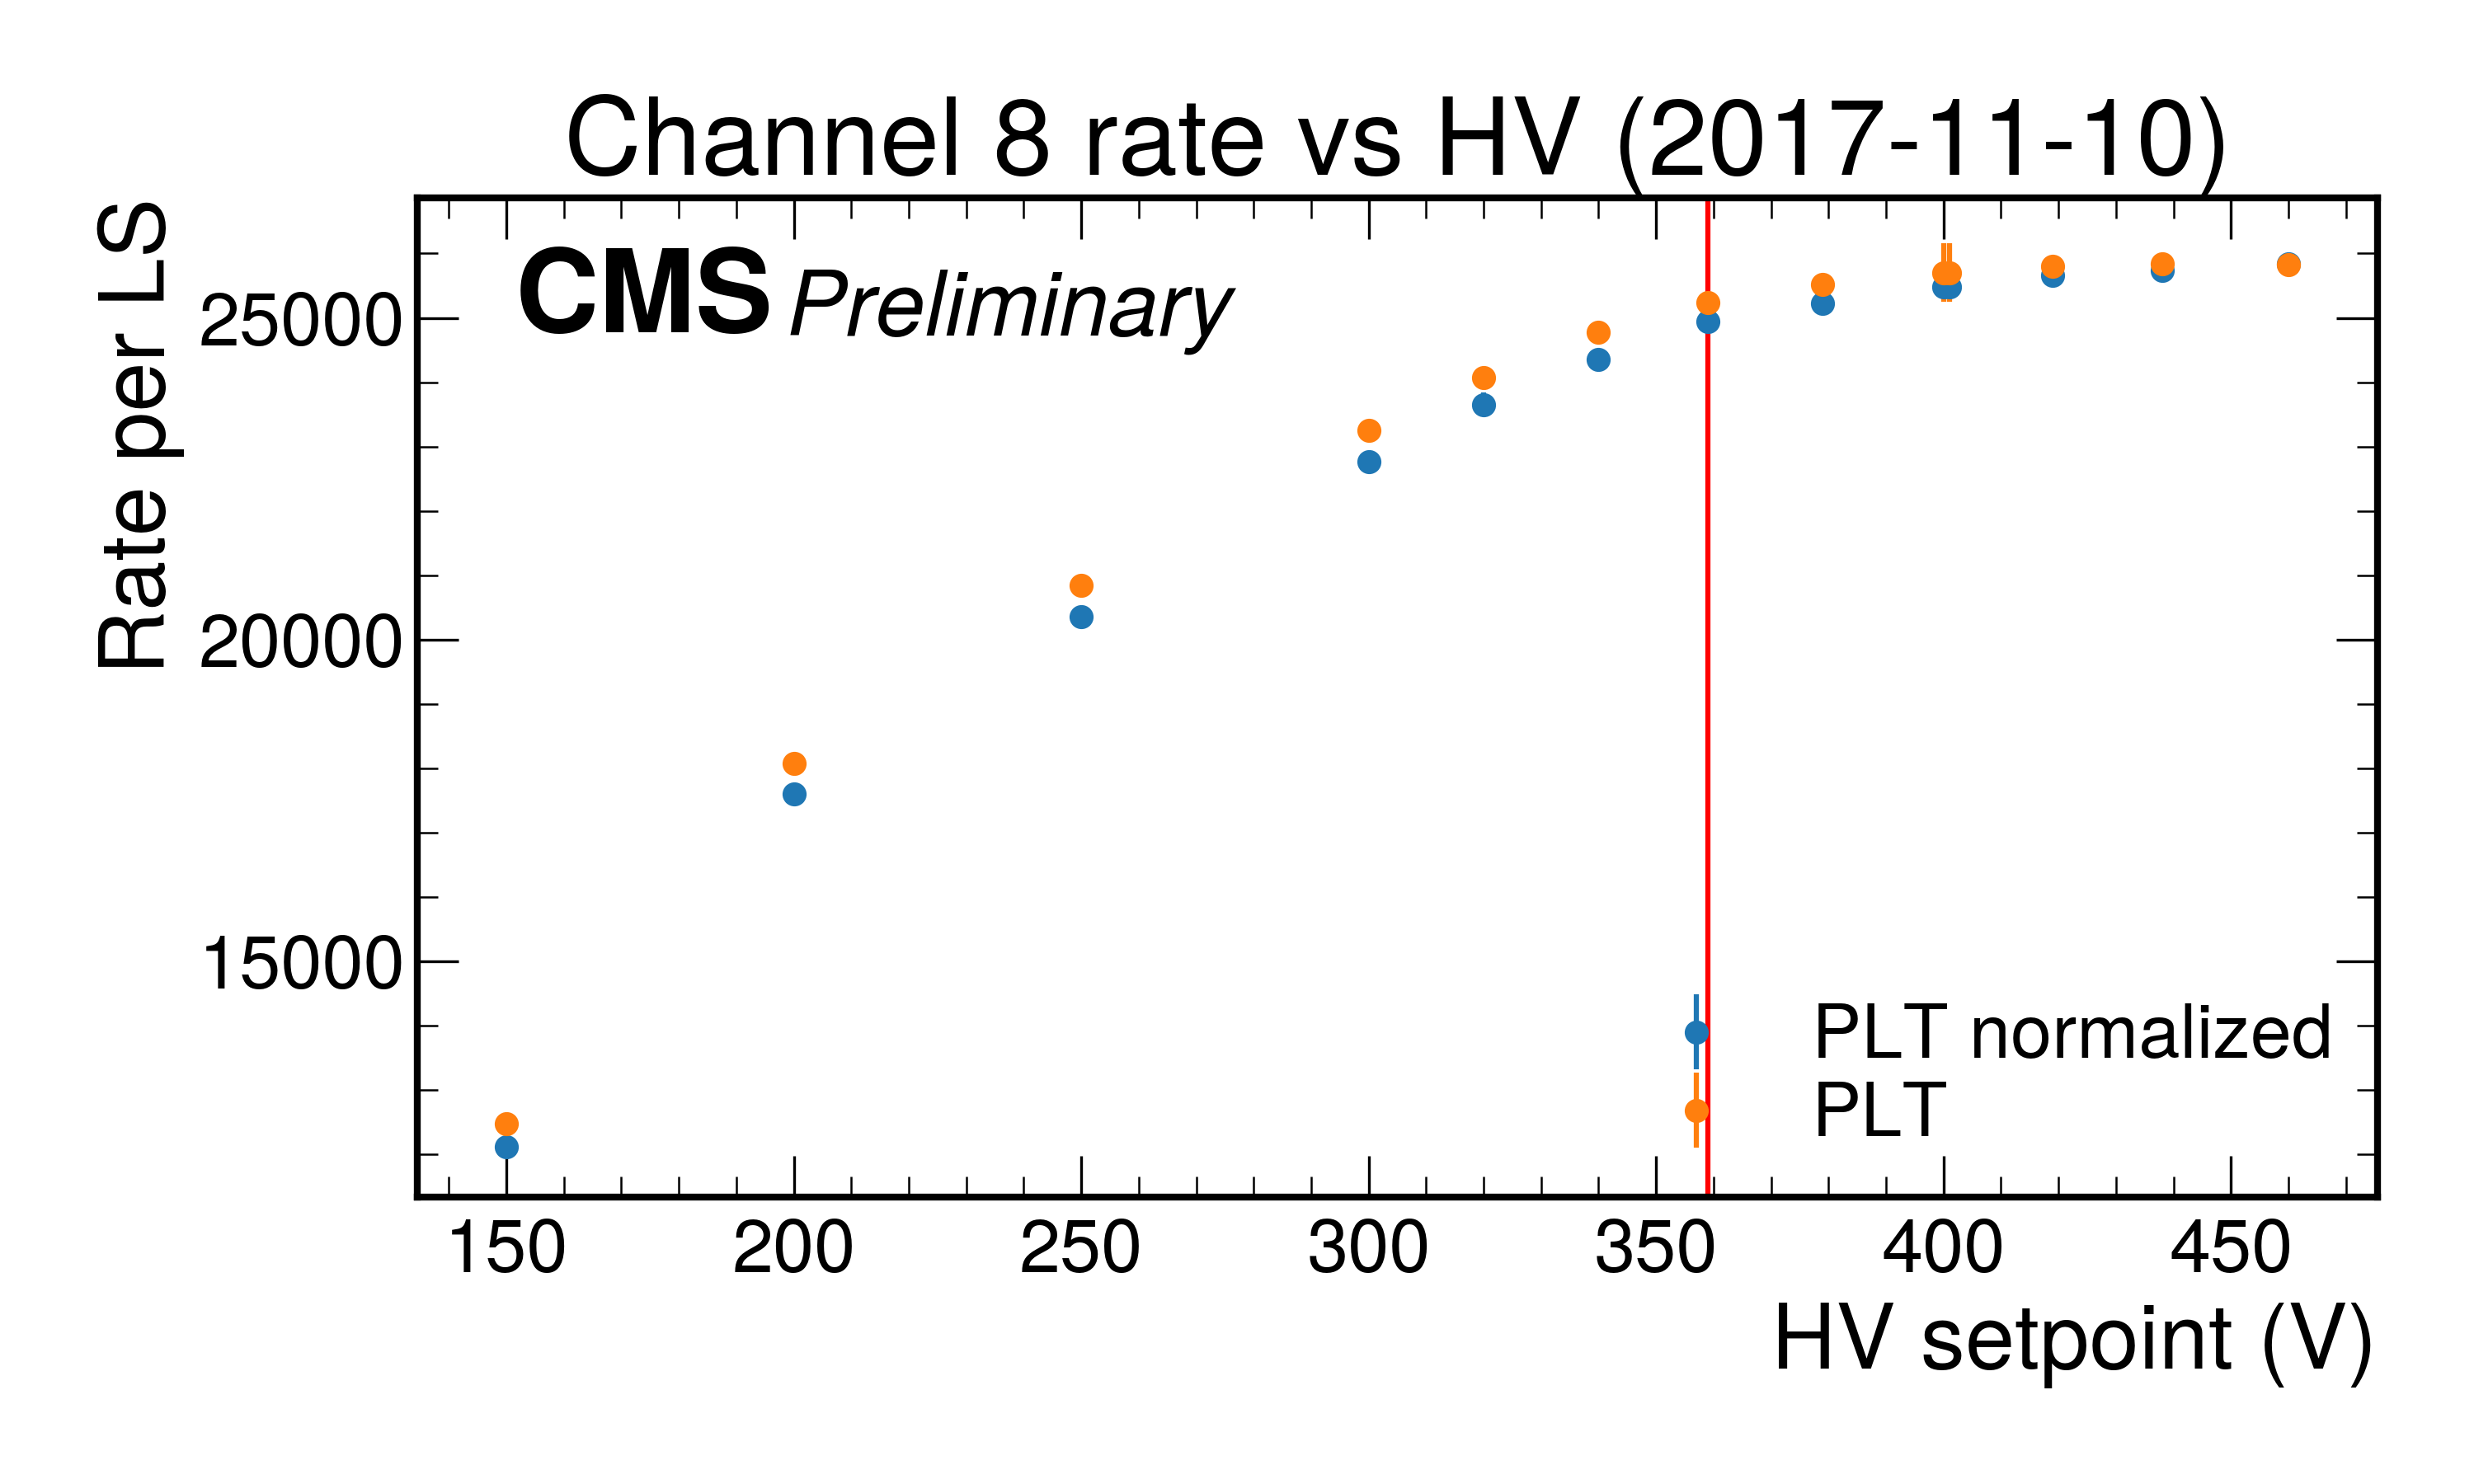 Channel 8 rate vs HV (2017-11-10)
CMS Preliminary
Rate per LS
25000
20000
15000
PLT normalized
PLT
150 200 250 300 350 400 450
HV setpoint (V)